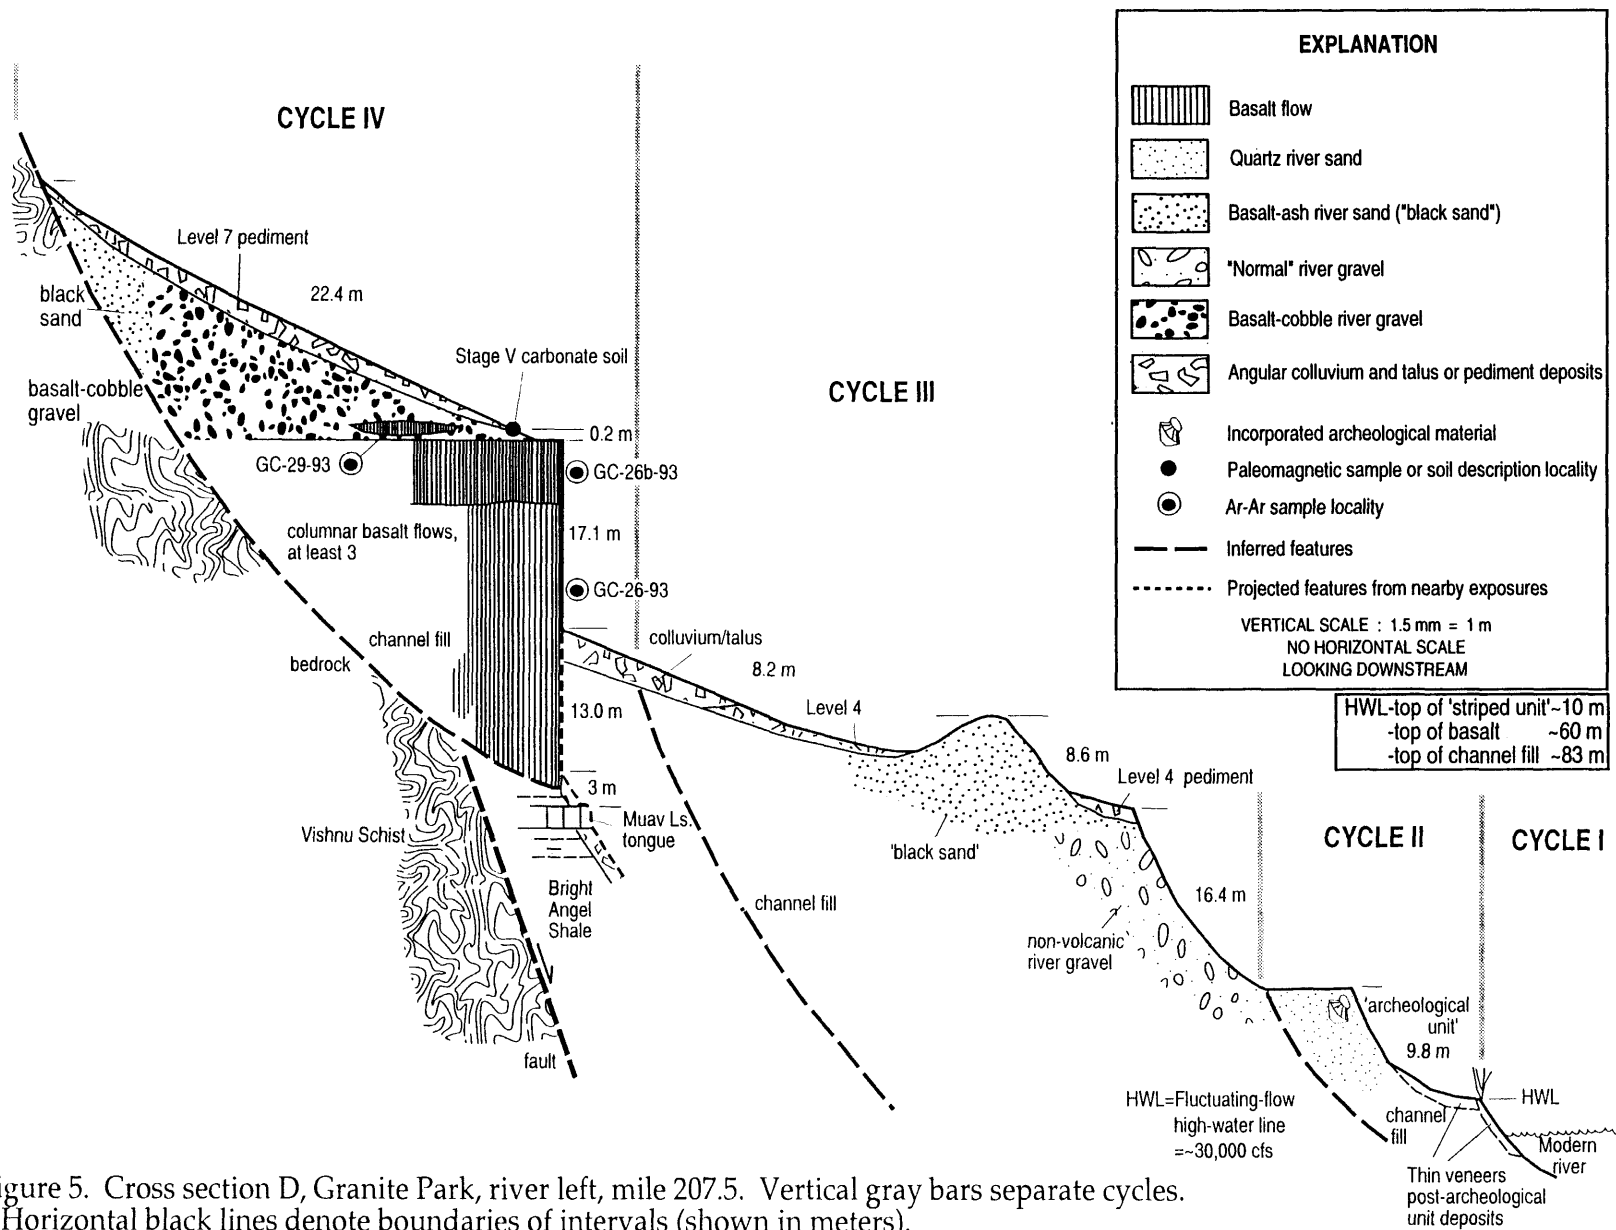 CYCLE IV
Level 7 pediment
22.4 m
black
sand
basalt-cobble
gravel
Stage V carbonate soil
0.2 m
GC-29-93
GC-26b-93
columnar basalt flows,
at least 3
17.1 m
GC-26-93
channel fill
bedrock
13.0 m
3 m
Vishnu Schist
Muav Ls.
tongue
Bright
Angel
Shale
fault
CYCLE III
colluvium/talus
8.2 m
Level 4
8.6 m
Level 4 pediment
'black sand'
channel fill
16.4 m
non-volcanic
river gravel
CYCLE II
CYCLE I
'archeological
unit'
9.8 m
HWL
channel
fill
Modern
river
Thin veneers
post-archeological
unit deposits
HWL=Fluctuating-flow
high-water line
=~30,000 cfs
EXPLANATION
Basalt flow
Quartz river sand
Basalt-ash river sand ("black sand")
"Normal" river gravel
Basalt-cobble river gravel
Angular colluvium and talus or pediment deposits
Incorporated archeological material
Paleomagnetic sample or soil description locality
Ar-Ar sample locality
Inferred features
Projected features from nearby exposures
VERTICAL SCALE : 1.5 mm = 1 m
NO HORIZONTAL SCALE
LOOKING DOWNSTREAM
HWL-top of 'striped unit'~10 m
-top of basalt ~60 m
-top of channel fill ~83 m
igure 5. Cross section D, Granite Park, river left, mile 207.5. Vertical gray bars separate cycles.
Horizontal black lines denote boundaries of intervals (shown in meters).